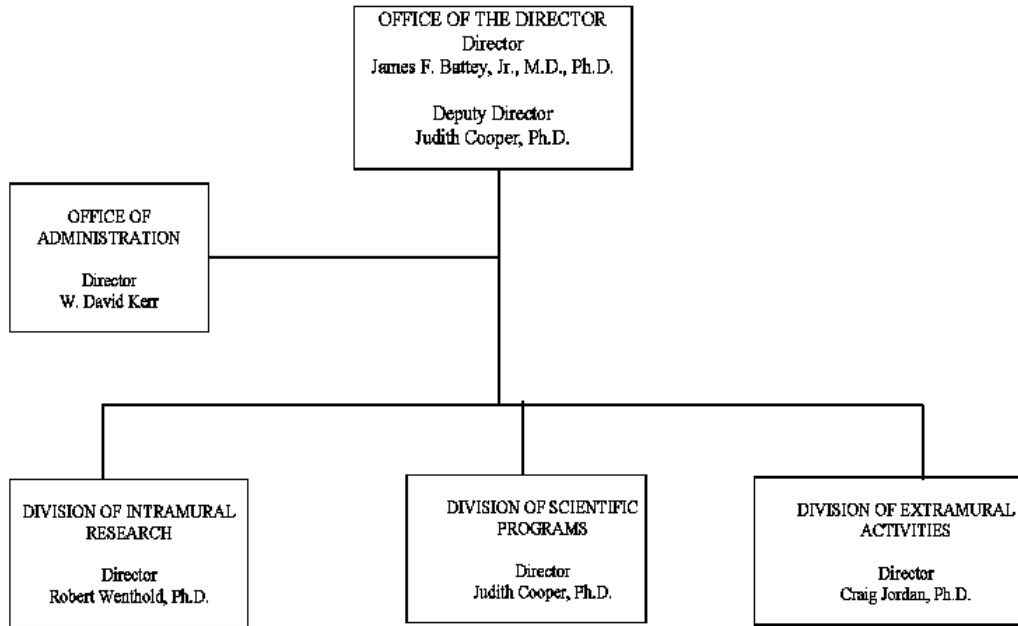 OFFICE OF THE DIRECTOR
Director
James F. Battey, Jr., M.D., Ph.D.
Deputy Director
Judith Cooper, Ph.D.
OFFICE OF
ADMINISTRATION
Director
W. David Kerr
DIVISION OF INTRAMURAL
RESEARCH
Director
Robert Wenthold, Ph.D.
DIVISION OF SCIENTIFIC
PROGRAMS
Director
Judith Cooper, Ph.D.
DIVISION OF EXTRAMURAL
ACTIVITIES
Director
Craig Jordan, Ph.D.